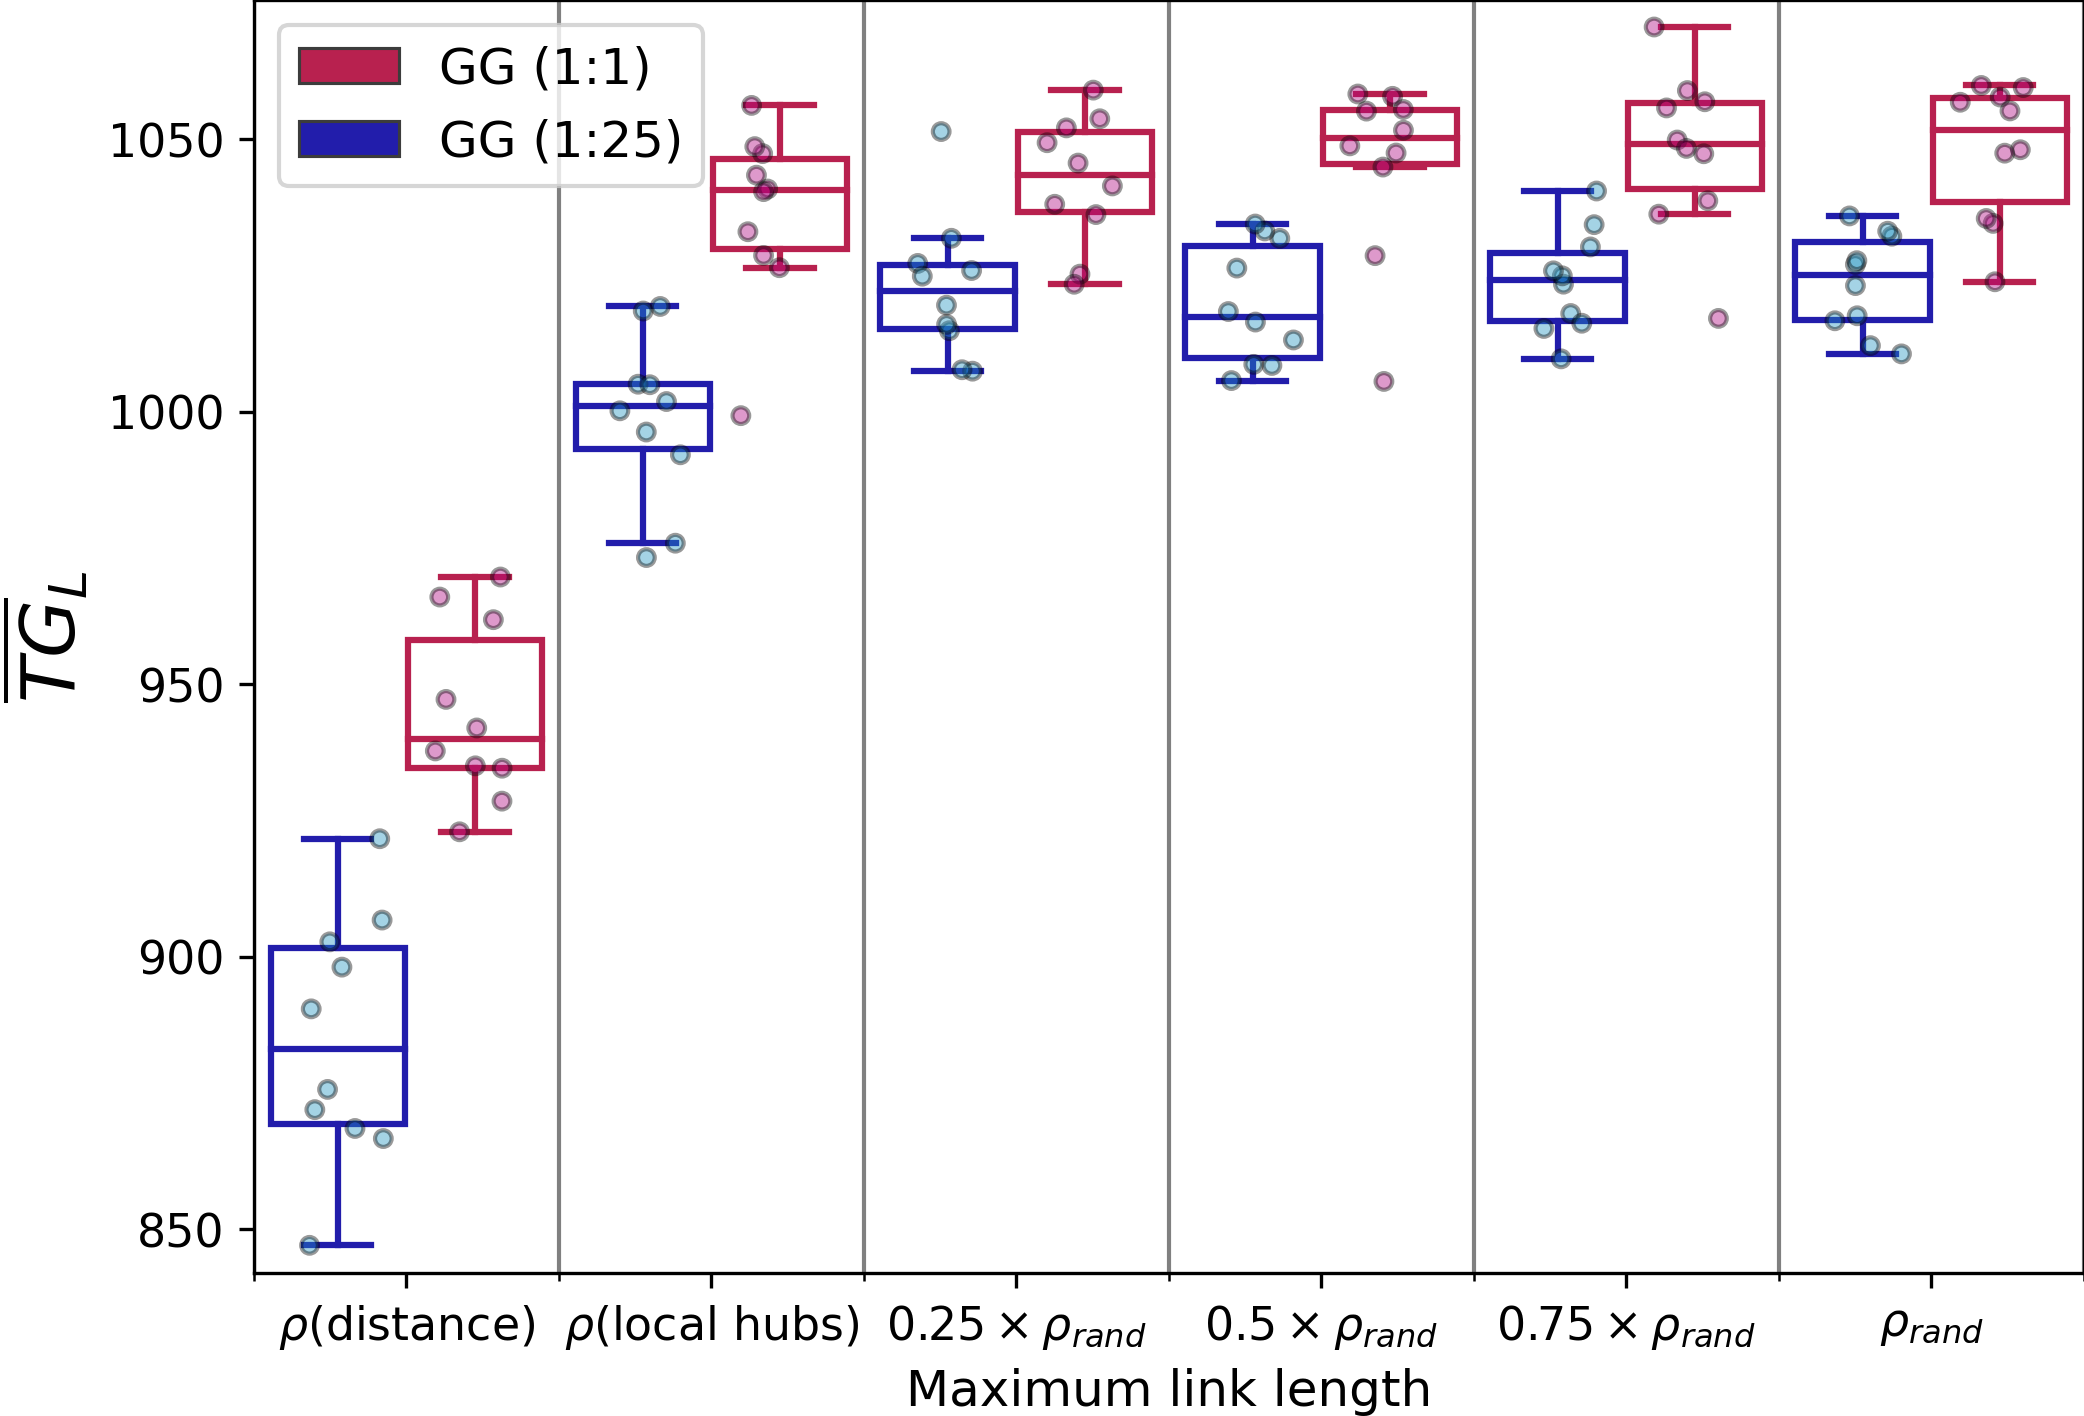 GG (1:1)
GG (1:25)
1050
1000
950
900
850
T̅G̅_L
ρ(distance) ρ(local hubs) 0.25 × ρ_rand 0.5 × ρ_rand 0.75 × ρ_rand ρ_rand
Maximum link length